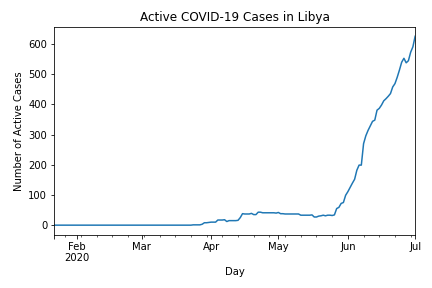 Active COVID-19 Cases in Libya
Number of Active Cases
600
500
400
300
200
100
0
Feb
2020
Mar
Apr
May
Jun
Jul
Day